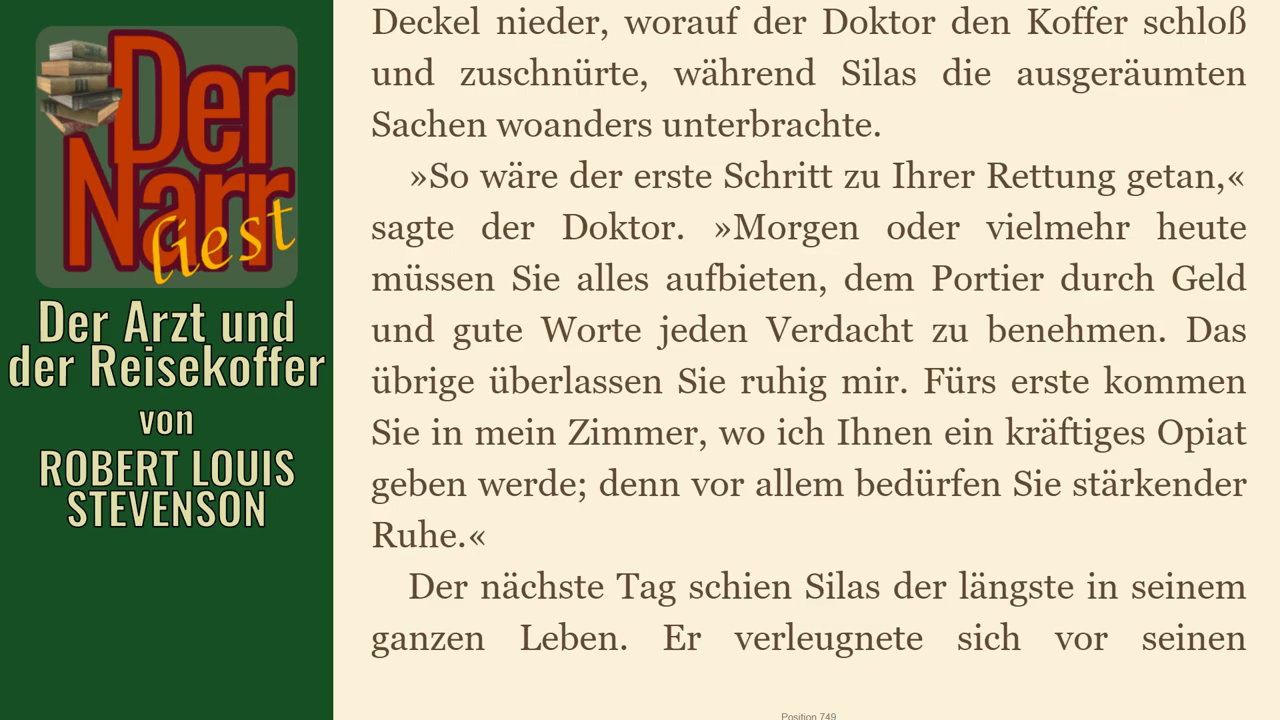 Der
Narr
liest
Der Arzt und
der Reisekoffer
von
ROBERT LOUIS
STEVENSON
Deckel nieder, worauf der Doktor den Koffer schloß
und zuschnürte, während Silas die ausgeräumten
Sachen woanders unterbrachte.
»So wäre der erste Schritt zu Ihrer Rettung getan,«
sagte der Doktor. »Morgen oder vielmehr heute
müssen Sie alles aufbieten, dem Portier durch Geld
und gute Worte jeden Verdacht zu benehmen. Das
übrige überlassen Sie ruhig mir. Fürs erste kommen
Sie in mein Zimmer, wo ich Ihnen ein kräftiges Opiat
geben werde; denn vor allem bedürfen Sie stärkender
Ruhe.«
Der nächste Tag schien Silas der längste in seinem
ganzen Leben. Er verleugnete sich vor seinen
Position 749